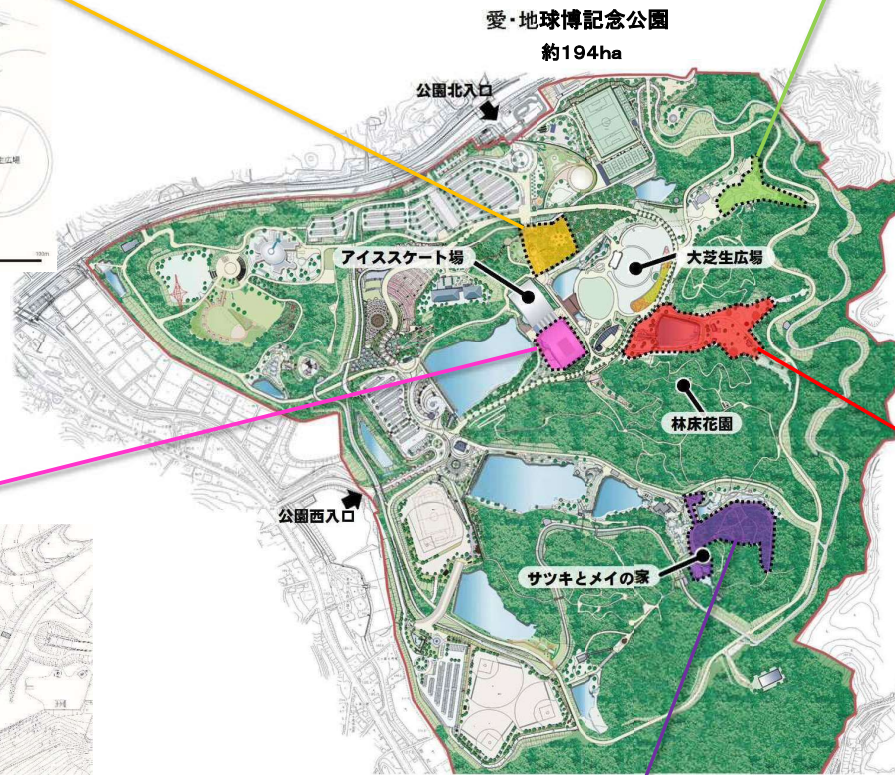 愛・地球博記念公園
約194ha
公園北入口
アイススケート場
大芝生広場
林床花園
公園西入口
サツキとメイの家